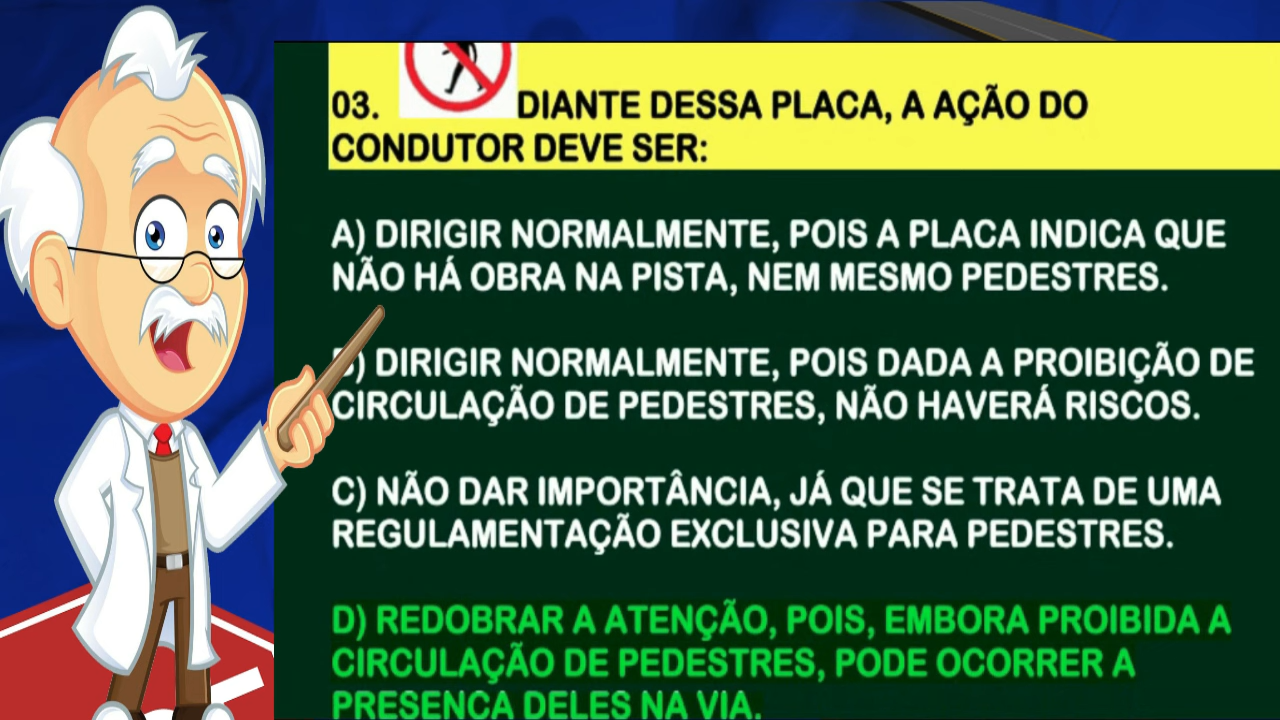 03. DIANTE DESSA PLACA, A AÇÃO DO
CONDUTOR DEVE SER:
A) DIRIGIR NORMALMENTE, POIS A PLACA INDICA QUE
NÃO HÁ OBRA NA PISTA, NEM MESMO PEDESTRES.
B) DIRIGIR NORMALMENTE, POIS DADA A PROIBIÇÃO DE
CIRCULAÇÃO DE PEDESTRES, NÃO HAVERÁ RISCOS.
C) NÃO DAR IMPORTÂNCIA, JÁ QUE SE TRATA DE UMA
REGULAMENTAÇÃO EXCLUSIVA PARA PEDESTRES.
D) REDOBRAR A ATENÇÃO, POIS, EMBORA PROIBIDA A
CIRCULAÇÃO DE PEDESTRES, PODE OCORRER A
PRESENÇA DELES NA VIA.